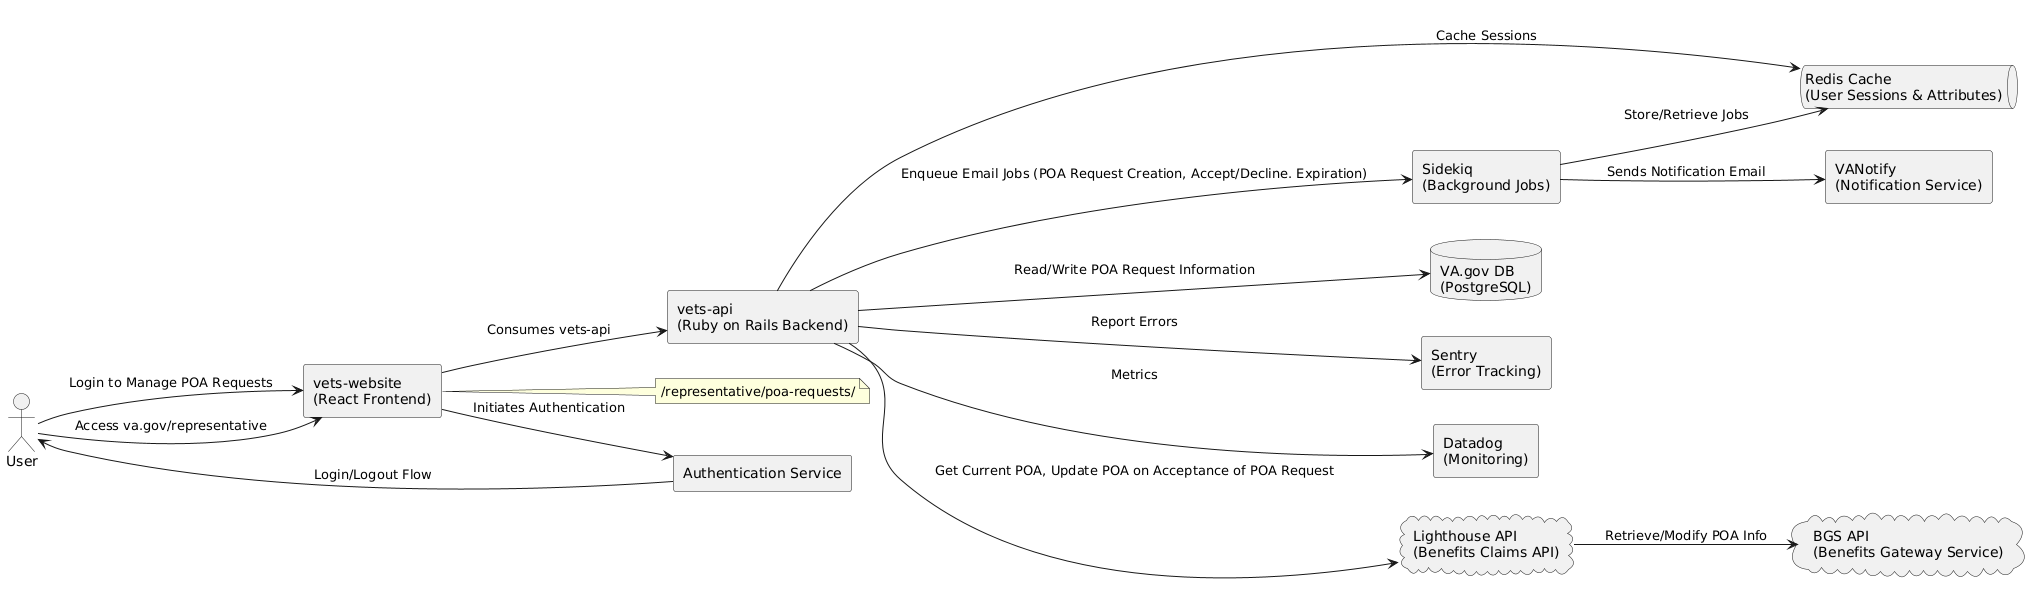 Cache Sessions
Redis Cache
(User Sessions & Attributes)
Store/Retrieve Jobs
Enqueue Email Jobs (POA Request Creation, Accept/Decline. Expiration)
Sidekiq
(Background Jobs)
Sends Notification Email
VANotify
(Notification Service)
Read/Write POA Request Information
VA.gov DB
(PostgreSQL)
vets-api
(Ruby on Rails Backend)
Consumes vets-api
Report Errors
Sentry
(Error Tracking)
Metrics
Login to Manage POA Requests
vets-website
(React Frontend)
/representative/poa-requests/
Initiates Authentication
Access va.gov/representative
User
Login/Logout Flow
Authentication Service
Datadog
(Monitoring)
Get Current POA, Update POA on Acceptance of POA Request
Lighthouse API
(Benefits Claims API)
Retrieve/Modify POA Info
BGS API
(Benefits Gateway Service)